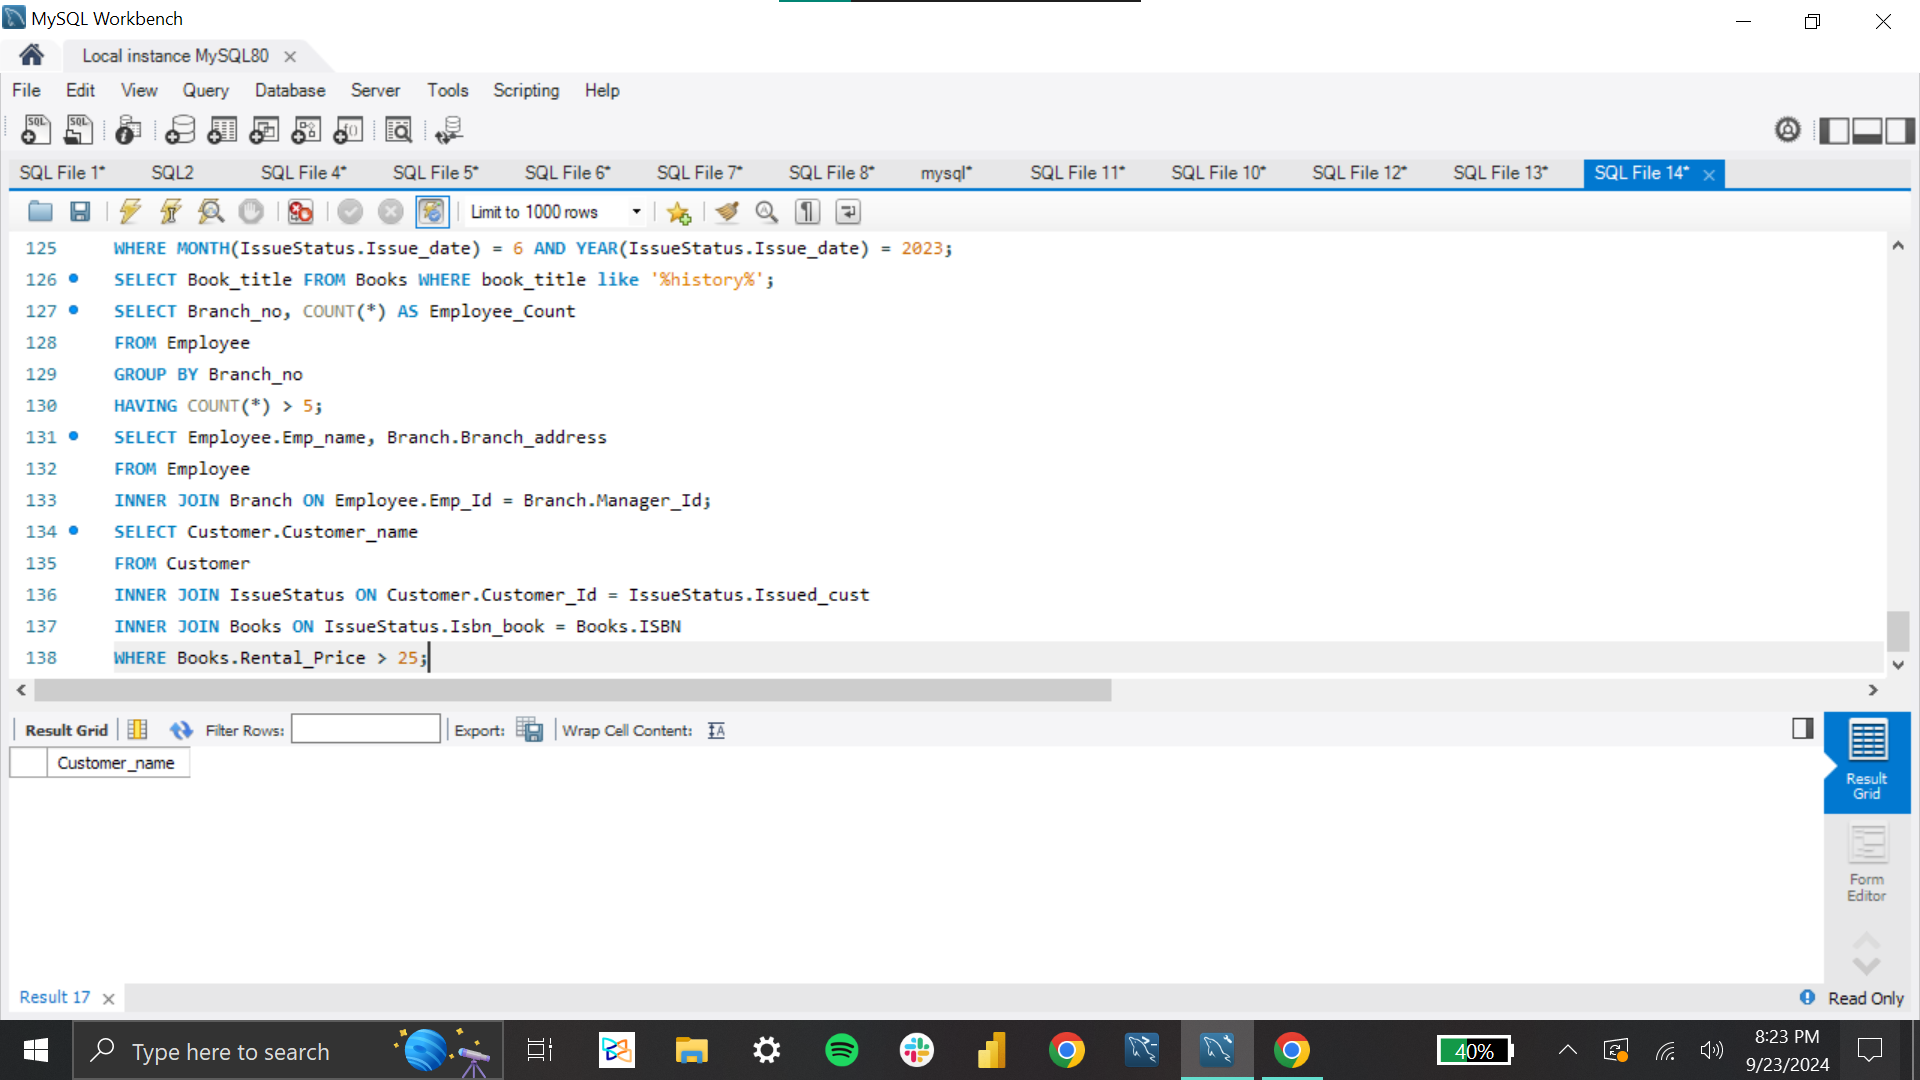 MySQL Workbench
Local instance MySQL80
File Edit View Query Database Server Tools Scripting Help
SQL File 1* SQL2 SQL File 4* SQL File 5* SQL File 6* SQL File 7* SQL File 8* mysql* SQL File 11* SQL File 10* SQL File 12* SQL File 13* SQL File 14*
Limit to 1000 rows
125 WHERE MONTH(IssueStatus.Issue_date) = 6 AND YEAR(IssueStatus.Issue_date) = 2023;
126 SELECT Book_title FROM Books WHERE book_title like '%history%';
127 SELECT Branch_no, COUNT(*) AS Employee_Count
128 FROM Employee
129 GROUP BY Branch_no
130 HAVING COUNT(*) > 5;
131 SELECT Employee.Emp_name, Branch.Branch_address
132 FROM Employee
133 INNER JOIN Branch ON Employee.Emp_Id = Branch.Manager_Id;
134 SELECT Customer.Customer_name
135 FROM Customer
136 INNER JOIN IssueStatus ON Customer.Customer_Id = IssueStatus.Issued_cust
137 INNER JOIN Books ON IssueStatus.Isbn_book = Books.ISBN
138 WHERE Books.Rental_Price > 25;
Result Grid Filter Rows: Export: Wrap Cell Content:
Customer_name
Result
Grid
Form
Editor
Result 17
Read Only
Type here to search
40%
8:23 PM
9/23/2024